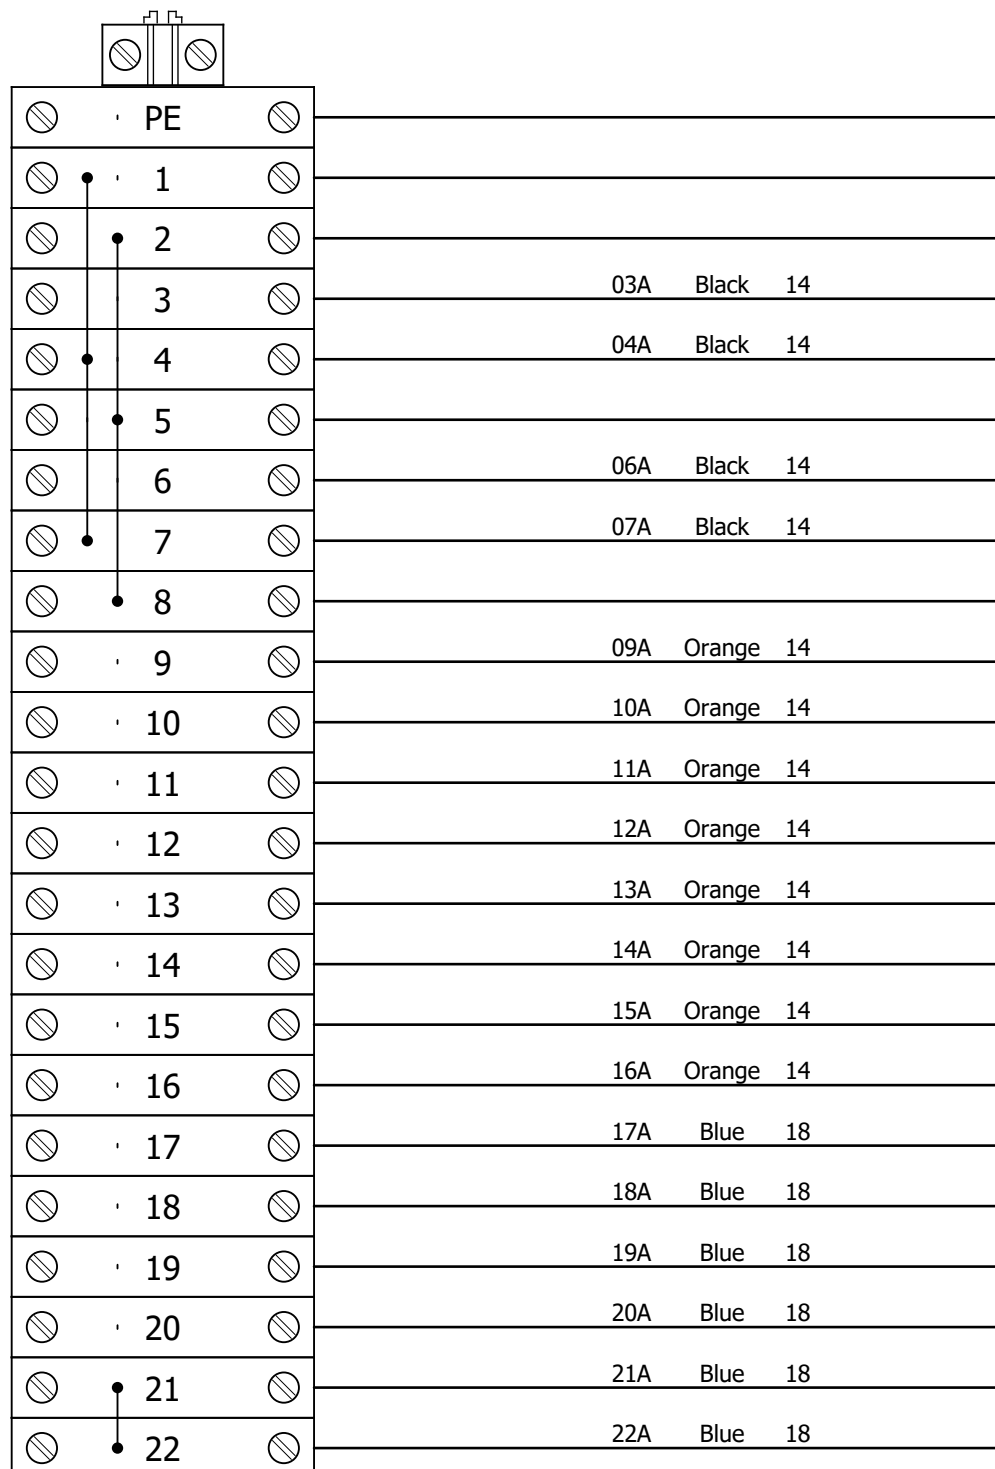 PE
1
2
3 03A Black 14
4 04A Black 14
5
6 06A Black 14
7 07A Black 14
8
9 09A Orange 14
10 10A Orange 14
11 11A Orange 14
12 12A Orange 14
13 13A Orange 14
14 14A Orange 14
15 15A Orange 14
16 16A Orange 14
17 17A Blue 18
18 18A Blue 18
19 19A Blue 18
20 20A Blue 18
21 21A Blue 18
22 22A Blue 18